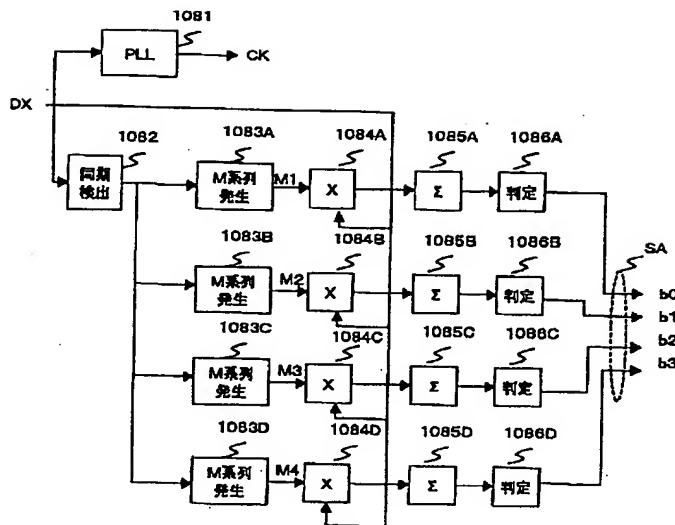 1081
PLL
CK
DX
1082
同期
検出
1083A
M系列
発生
M1
1084A
X
1085A
Σ
1086A
判定
1083B
M系列
発生
M2
1084B
X
1085B
Σ
1086B
判定
SA
b0
b1
b2
b3
1083C
M系列
発生
M3
1084C
X
1085C
Σ
1086C
判定
1083D
M系列
発生
M4
1084D
X
1085D
Σ
1086D
判定